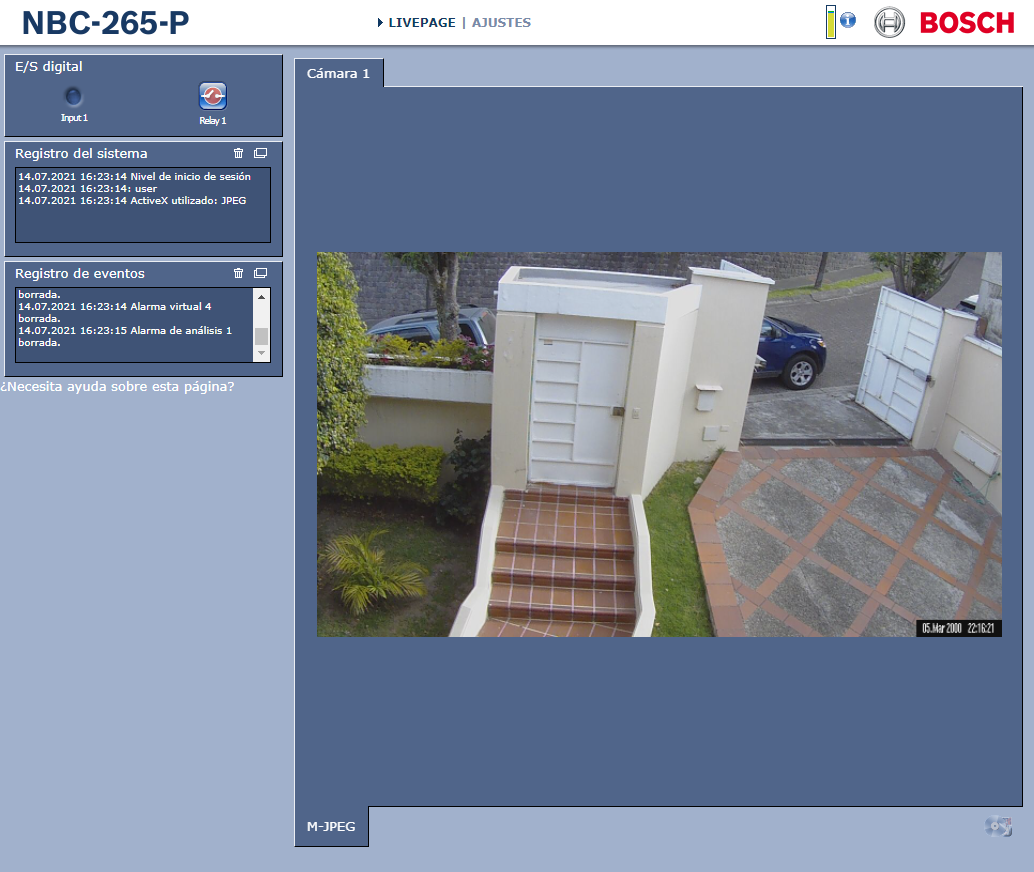 NBC-265-P
LIVEPAGE | AJUSTES
BOSCH
E/S digital
Input 1
Relay 1
Registro del sistema
14.07.2021 16:23:14 Nivel de inicio de sesión
14.07.2021 16:23:14: user
14.07.2021 16:23:14 ActiveX utilizado: JPEG
Registro de eventos
borrada.
14.07.2021 16:23:14 Alarma virtual 4
borrada.
14.07.2021 16:23:15 Alarma de análisis 1
borrada.
¿Necesita ayuda sobre esta página?
Cámara 1
05.Mar 2000 22:16:21
M-JPEG